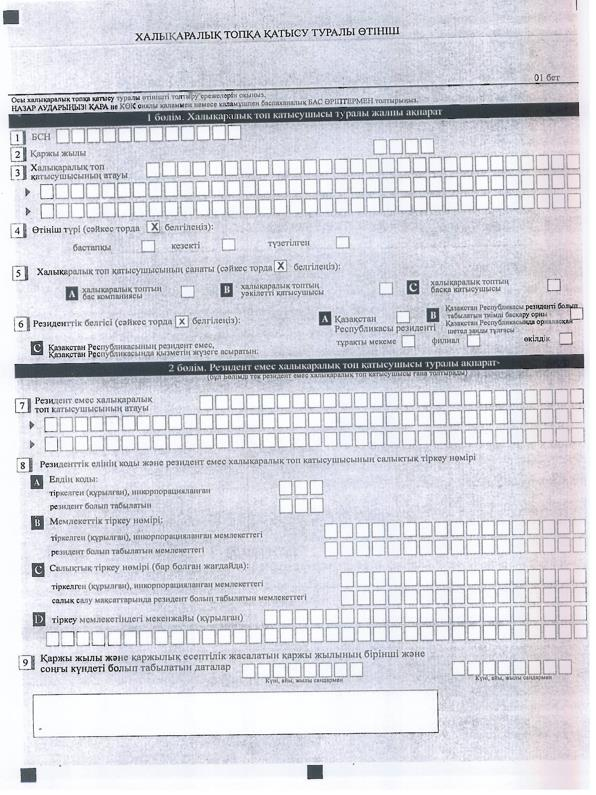 ХАЛЫҚАРАЛЫҚ ТОПҚА ҚАТЫСУ ТУРАЛЫ ӨТІНІШ
01 бет
Осы халықаралық топқа қатысу туралы өтінішті толтыру ережелерін оқыңыз.
НАЗАР АУДАРЫҢЫЗ! ҚАРА не КӨК сиялы қаламмен немесе қаламұшпен баспаханалық БАС ӘРІПТЕРМЕН толтырыңыз.
1 бөлім. Халықаралық топ қатысушысы туралы жалпы ақпарат
1 БСН
2 Қаржы жылы
3 Халықаралық топ
қатысушысының атауы
4 Өтініш түрі (сәйкес торда X белгілеңіз):
бастапқы кезекті түзетілген
5 Халықаралық топ қатысушысының санаты (сәйкес торда X белгілеңіз):
A халықаралық топтың
бас компаниясы
B халықаралық топтың
уәкілетті қатысушысы
C халықаралық топтың
басқа қатысушысы
6 Резиденттік белгісі (сәйкес торда X белгілеңіз):
A Қазақстан
Республикасы резиденті
B Қазақстан Республикасы резиденті болып
табылатын тиімді басқару орны
Қазақстан Республикасында орналасқан
шетел заңды тұлғасы
C Қазақстан Республикасының резиденті емес,
Қазақстан Республикасында қызметін жүзеге асыратын:
тұрақты мекеме филиал өкілдік
2 бөлім. Резидент емес халықаралық топ қатысушысы туралы ақпарат
(бұл бөлімді тек резидент емес халықаралық топ қатысушысы ғана толтырады)
7 Резидент емес халықаралық
топ қатысушысының атауы
8 Резиденттік елінің коды және резидент емес халықаралық топ қатысушысының салықтық тіркеу нөмірі
A Елдің коды:
тіркелген (құрылған), инкорпорацияланған
резидент болып табылатын
B Мемлекеттік тіркеу нөмірі:
тіркелген (құрылған), инкорпорацияланған мемлекеттегі
резидент болып табылатын мемлекеттегі
C Салықтық тіркеу нөмірі (бар болған жағдайда):
тіркелген (құрылған), инкорпорацияланған мемлекеттегі
салық салу мақсаттарында резидент болып табылатын мемлекеттегі
D тіркеу мемлекетіндегі мекенжайы (құрылған)
9 Қаржы жылы және қаржылық есептілік жасалатын қаржы жылының бірінші және
соңғы күндеті болып табылатын даталар
Күні, айы, жылы сандармен Күні, айы, жылы сандармен